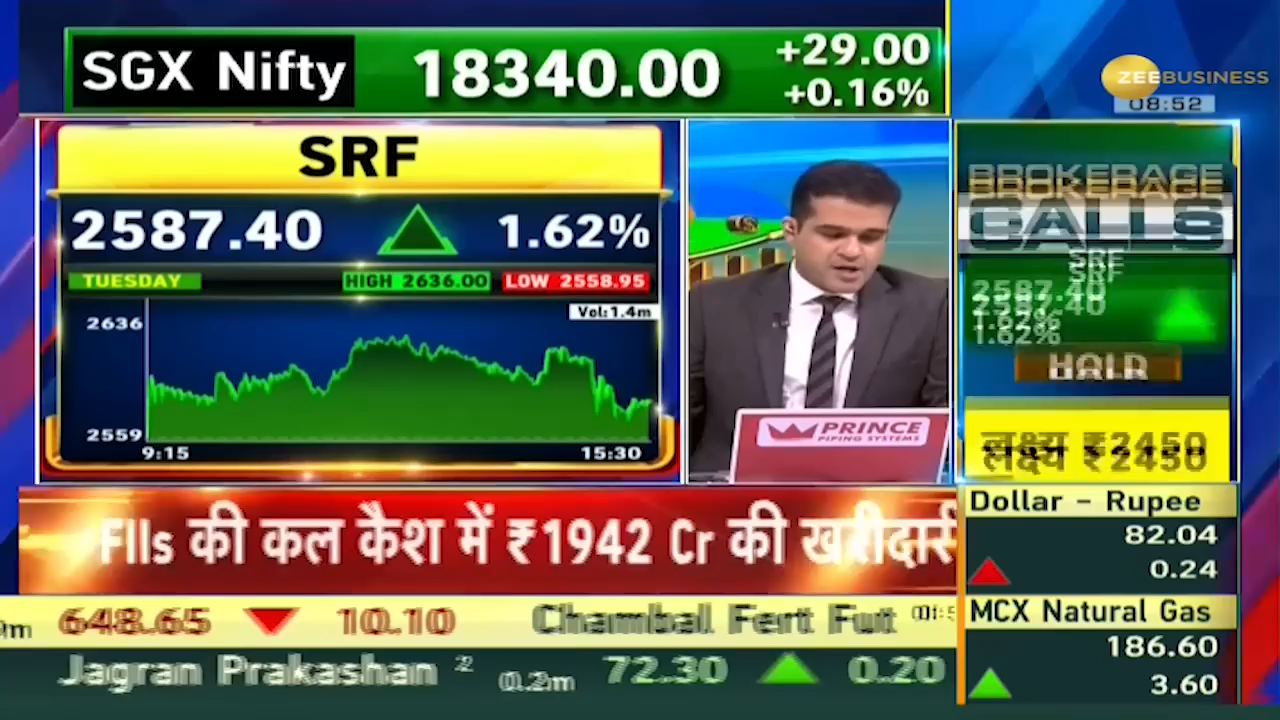 SGX Nifty 18340.00 +29.00
+0.16%
ZEEBUSINESS
08:52
SRF
2587.40 1.62%
TUESDAY HIGH 2636.00 LOW 2558.95
Vol:1.4m
2636
2559
9:15 15:30
PRINCE
PIPING SYSTEMS
BROKERAGE
CALLS
SRF
2587.40
1.62%
HOLD
लक्ष्य ₹2450
FIIs की कल कैश में ₹1942 Cr की खरीदारी
Dollar - Rupee
82.04
0.24
MCX Natural Gas
186.60
3.60
648.65 10.10 Chambal Fert Fut
Jagran Prakashan 0.2m 72.30 0.20